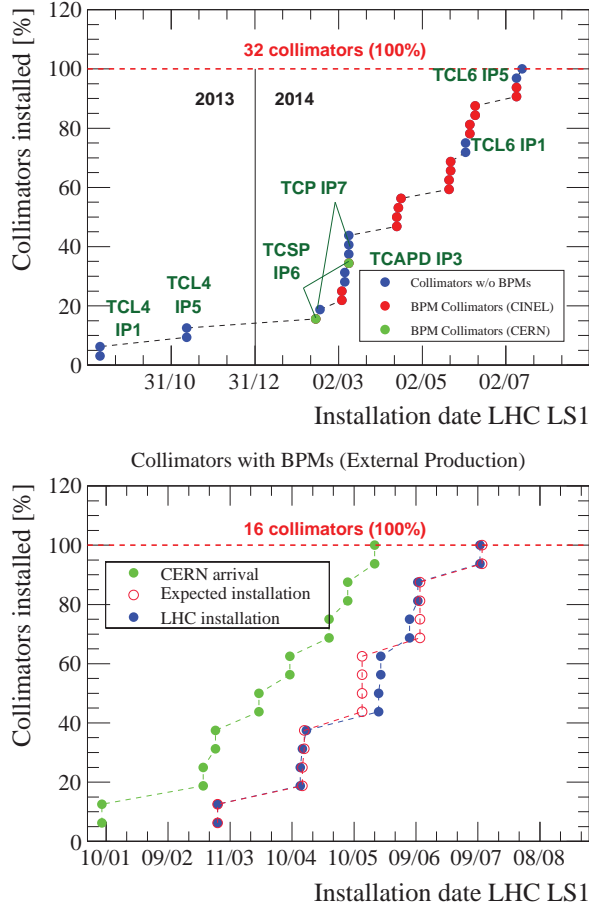 32 collimators (100%)
120
100
80
60
40
20
0
Collimators installed [%]
2013
2014
TCL6 IP5
TCL6 IP1
TCP IP7
TCSP
IP6
TCAPD IP3
TCL4
IP5
TCL4
IP1
Collimators w/o BPMs
BPM Collimators (CINEL)
BPM Collimators (CERN)
31/10
31/12
02/03
02/05
02/07
Installation date LHC LS1
Collimators with BPMs (External Production)
120
100
80
60
40
20
0
Collimators installed [%]
16 collimators (100%)
CERN arrival
Expected installation
LHC installation
10/01
09/02
11/03
10/04
10/05
09/06
09/07
08/08
Installation date LHC LS1